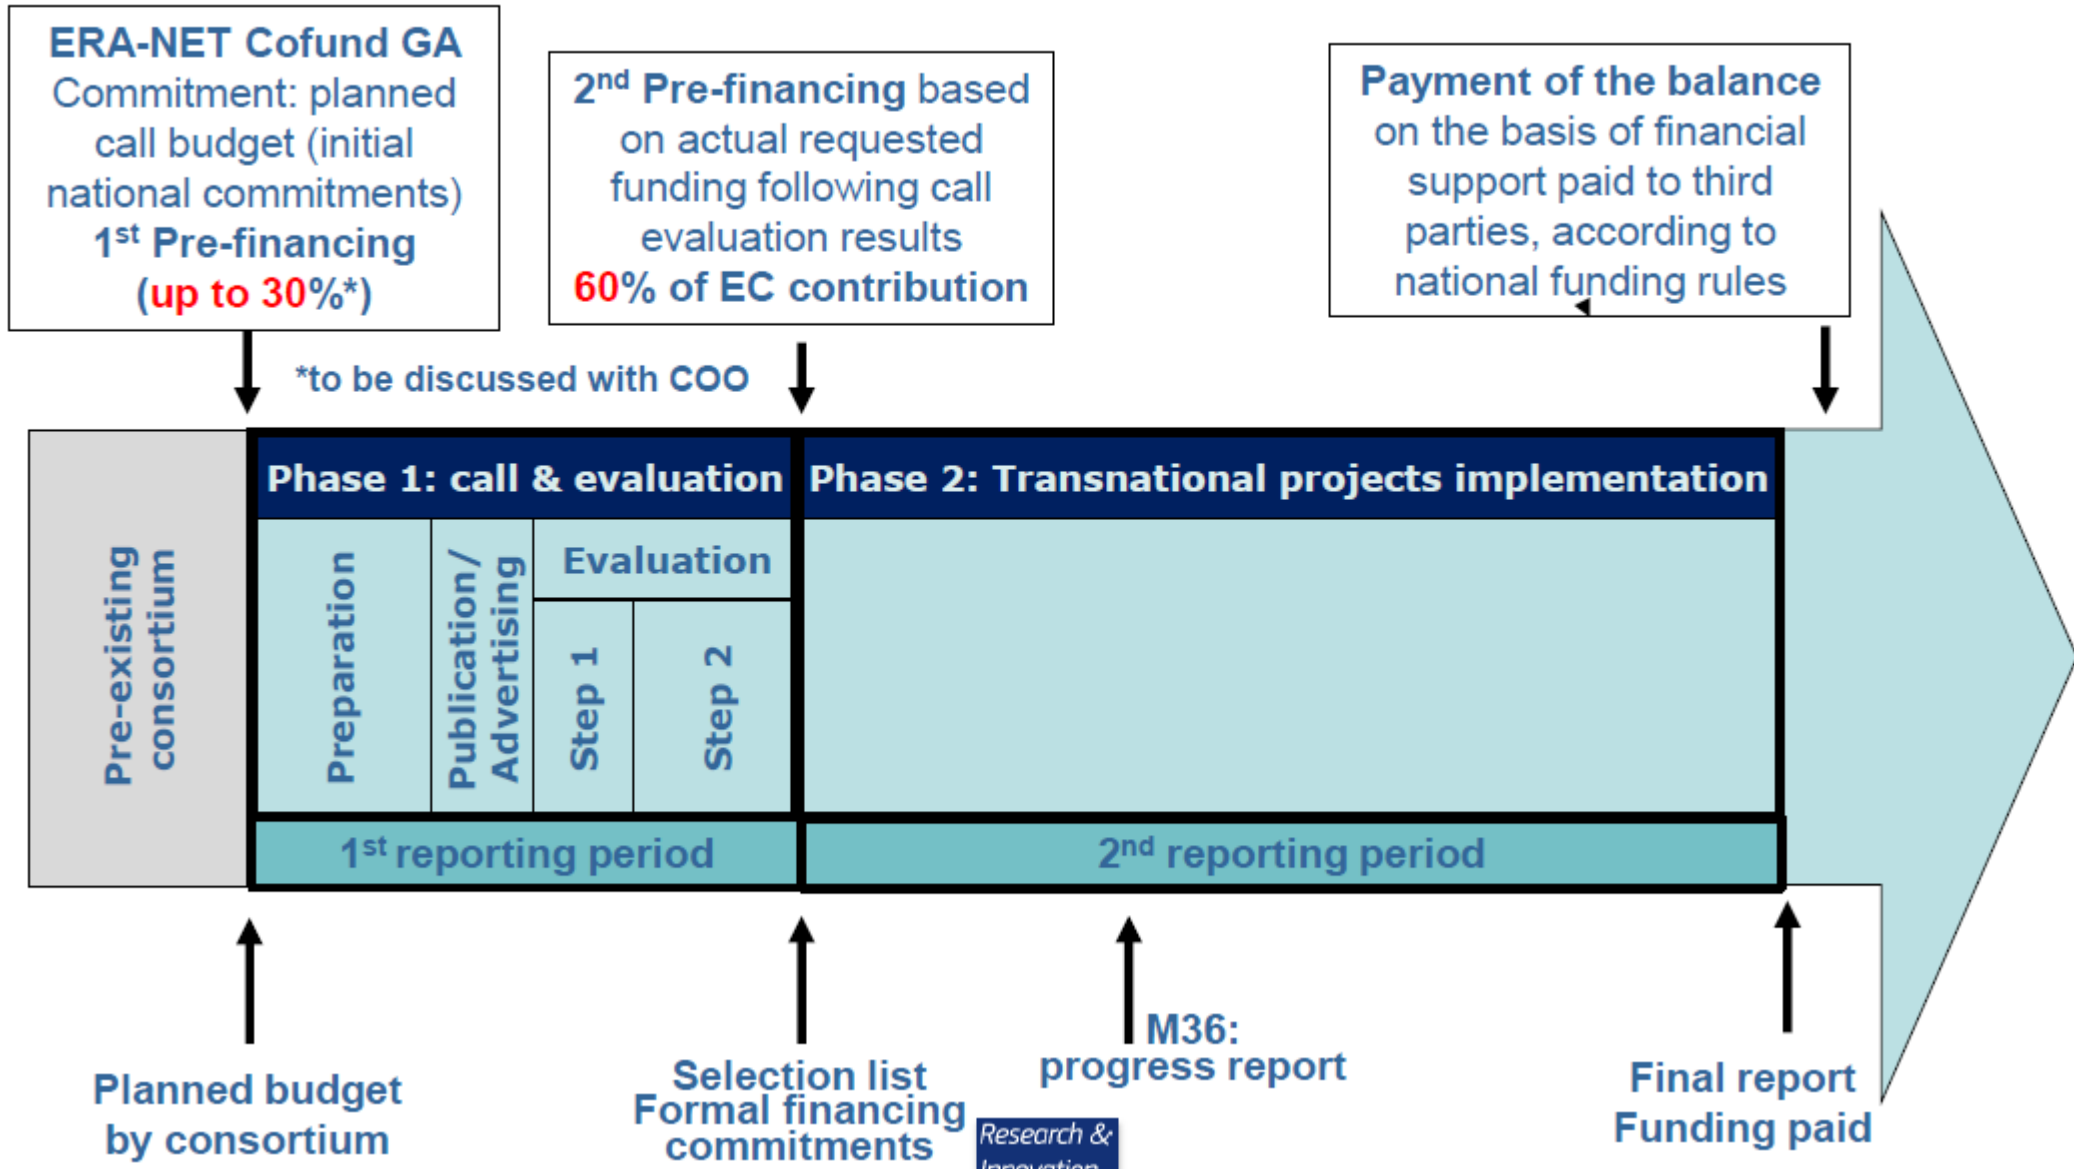 ERA-NET Cofund GA
Commitment: planned
call budget (initial
national commitments)
1st Pre-financing
(up to 30%*)
2nd Pre-financing based
on actual requested
funding following call
evaluation results
60% of EC contribution
Payment of the balance
on the basis of financial
support paid to third
parties, according to
national funding rules
*to be discussed with COO
Pre-existing
consortium
Phase 1: call & evaluation
Phase 2: Transnational projects implementation
Preparation
Publication/
Advertising
Evaluation
Step 1
Step 2
1st reporting period
2nd reporting period
Planned budget
by consortium
Selection list
Formal financing
commitments
M36:
progress report
Final report
Funding paid
Research &
Innovation